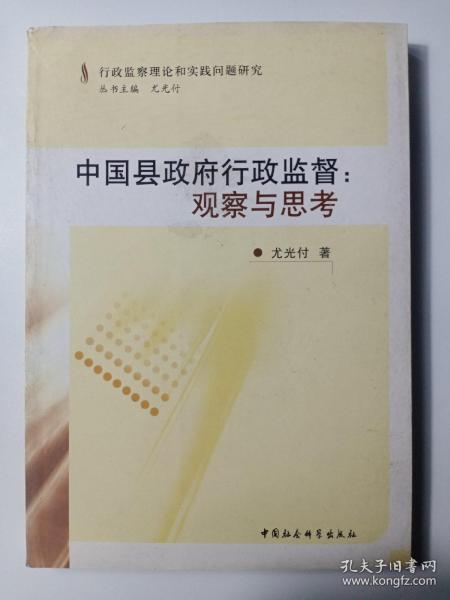 行政监察理论和实践问题研究
丛书主编 尤光付
中国县政府行政监督：
观察与思考
尤光付 著
中国社会科学出版社
孔夫子旧书网
www.kongfz.com